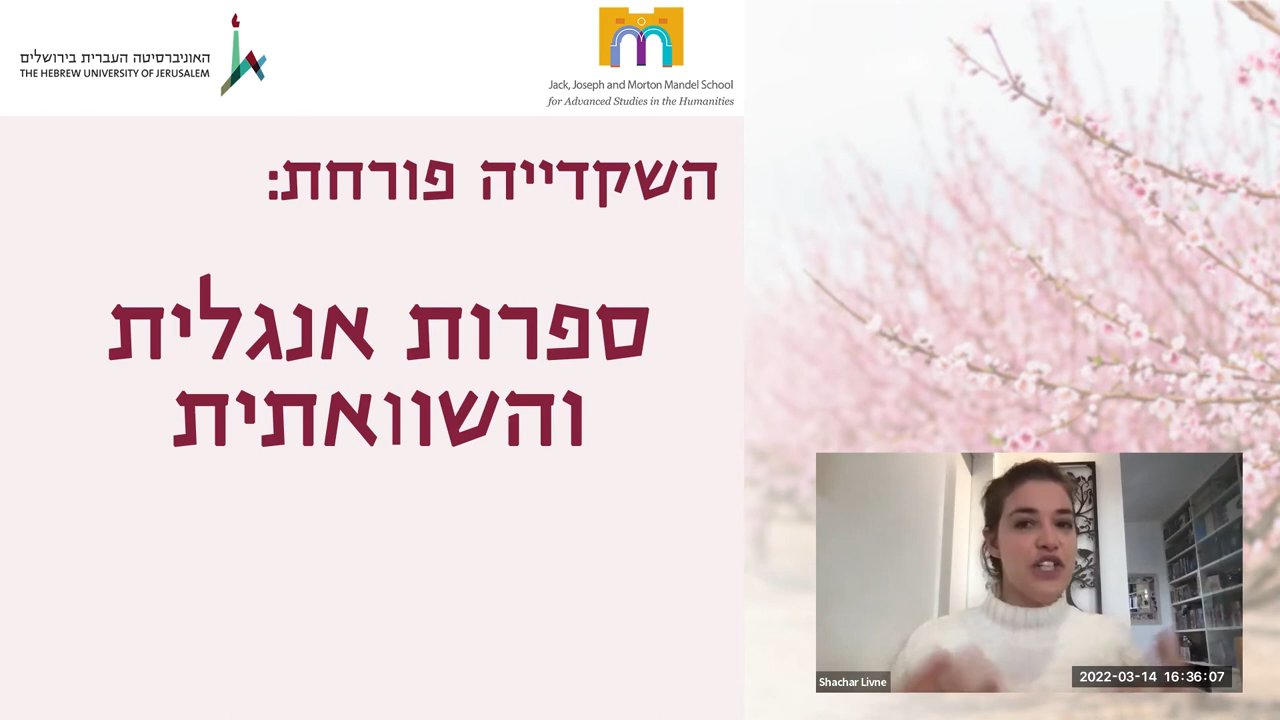 האוניברסיטה העברית בירושלים
THE HEBREW UNIVERSITY OF JERUSALEM
Jack, Joseph and Morton Mandel School
for Advanced Studies in the Humanities
השקדייה פורחת:
ספרות אנגלית
והשוואתית
Shachar Livne
2022-03-14 16:36:07